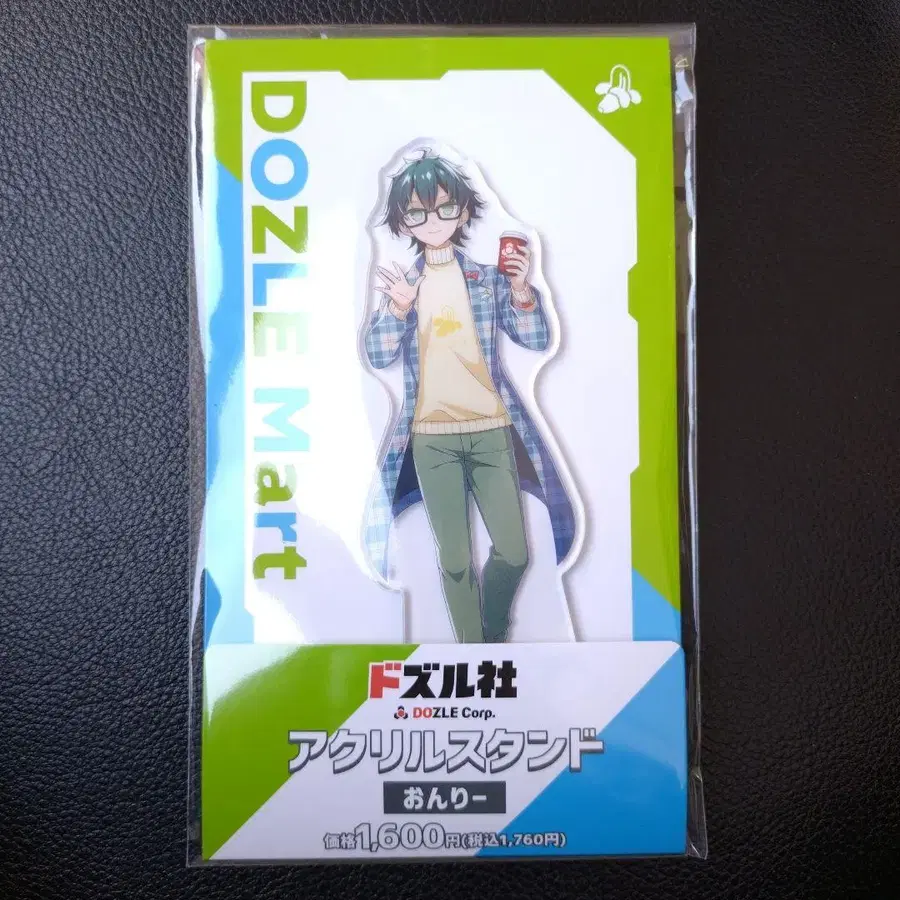 DOZLE Mart
ドズル社
DOZLE Corp.
アクリルスタンド
おんりー
価格1,600円(税込1,760円)